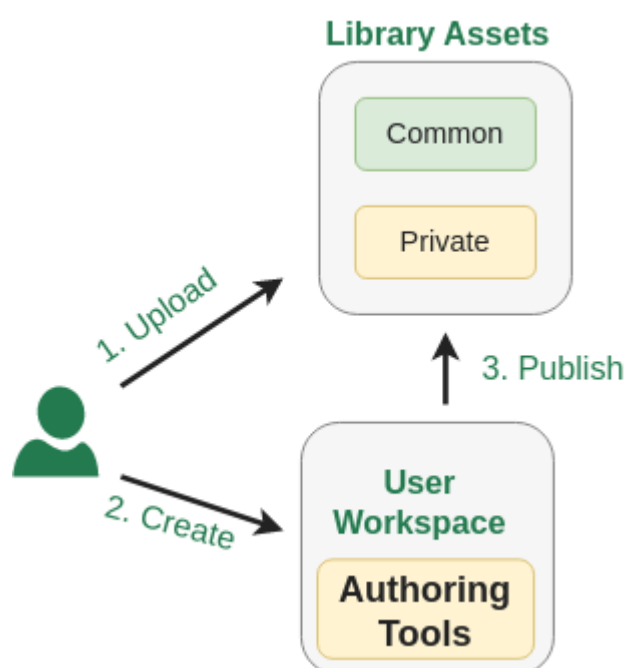 Library Assets
Common
Private
1. Upload
3. Publish
2. Create
User
Workspace
Authoring
Tools